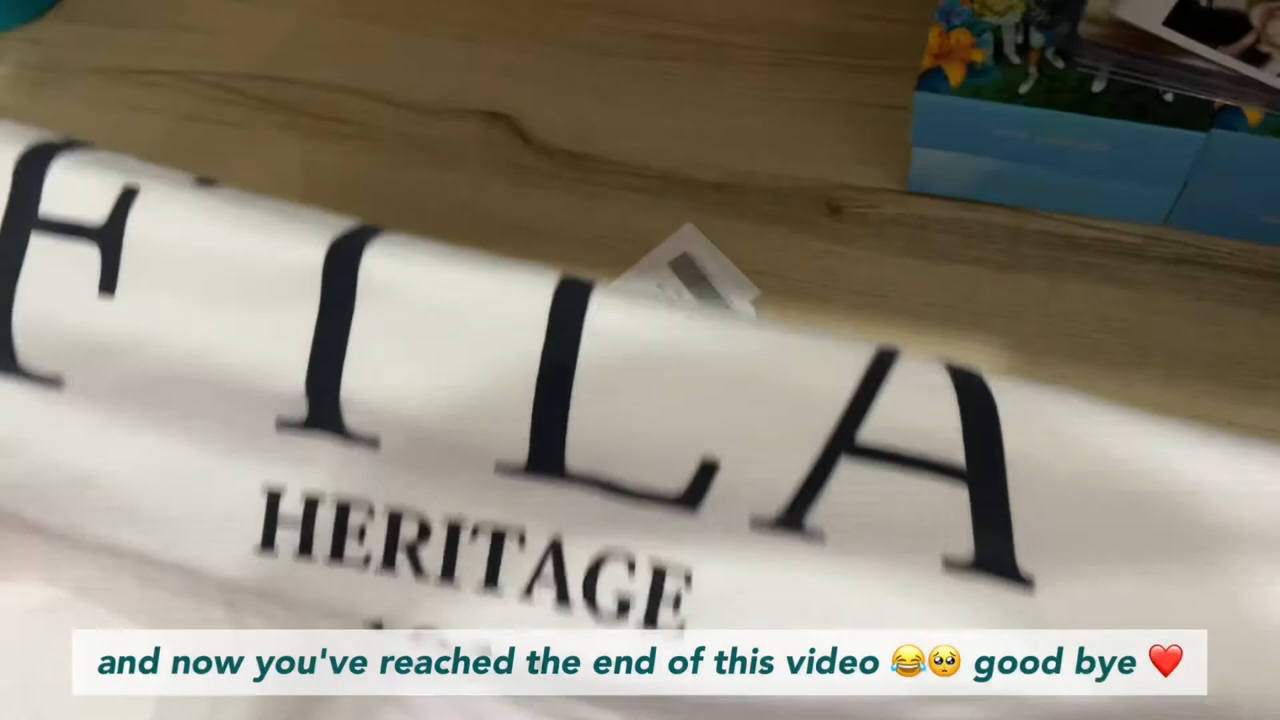 FILA
HERITAGE
and now you've reached the end of this video 😂🥺 good bye ❤️